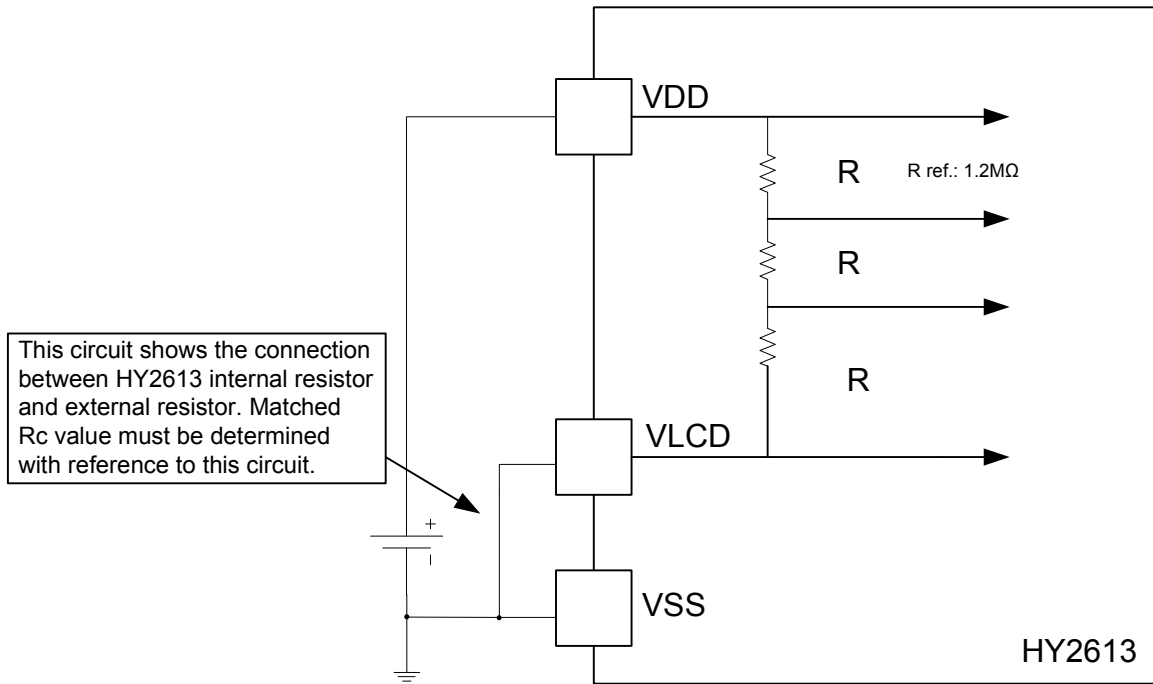 VDD
R
R ref.: 1.2MΩ
R
This circuit shows the connection
between HY2613 internal resistor
and external resistor. Matched
Rc value must be determined
with reference to this circuit.
R
VLCD
+
-
VSS
HY2613